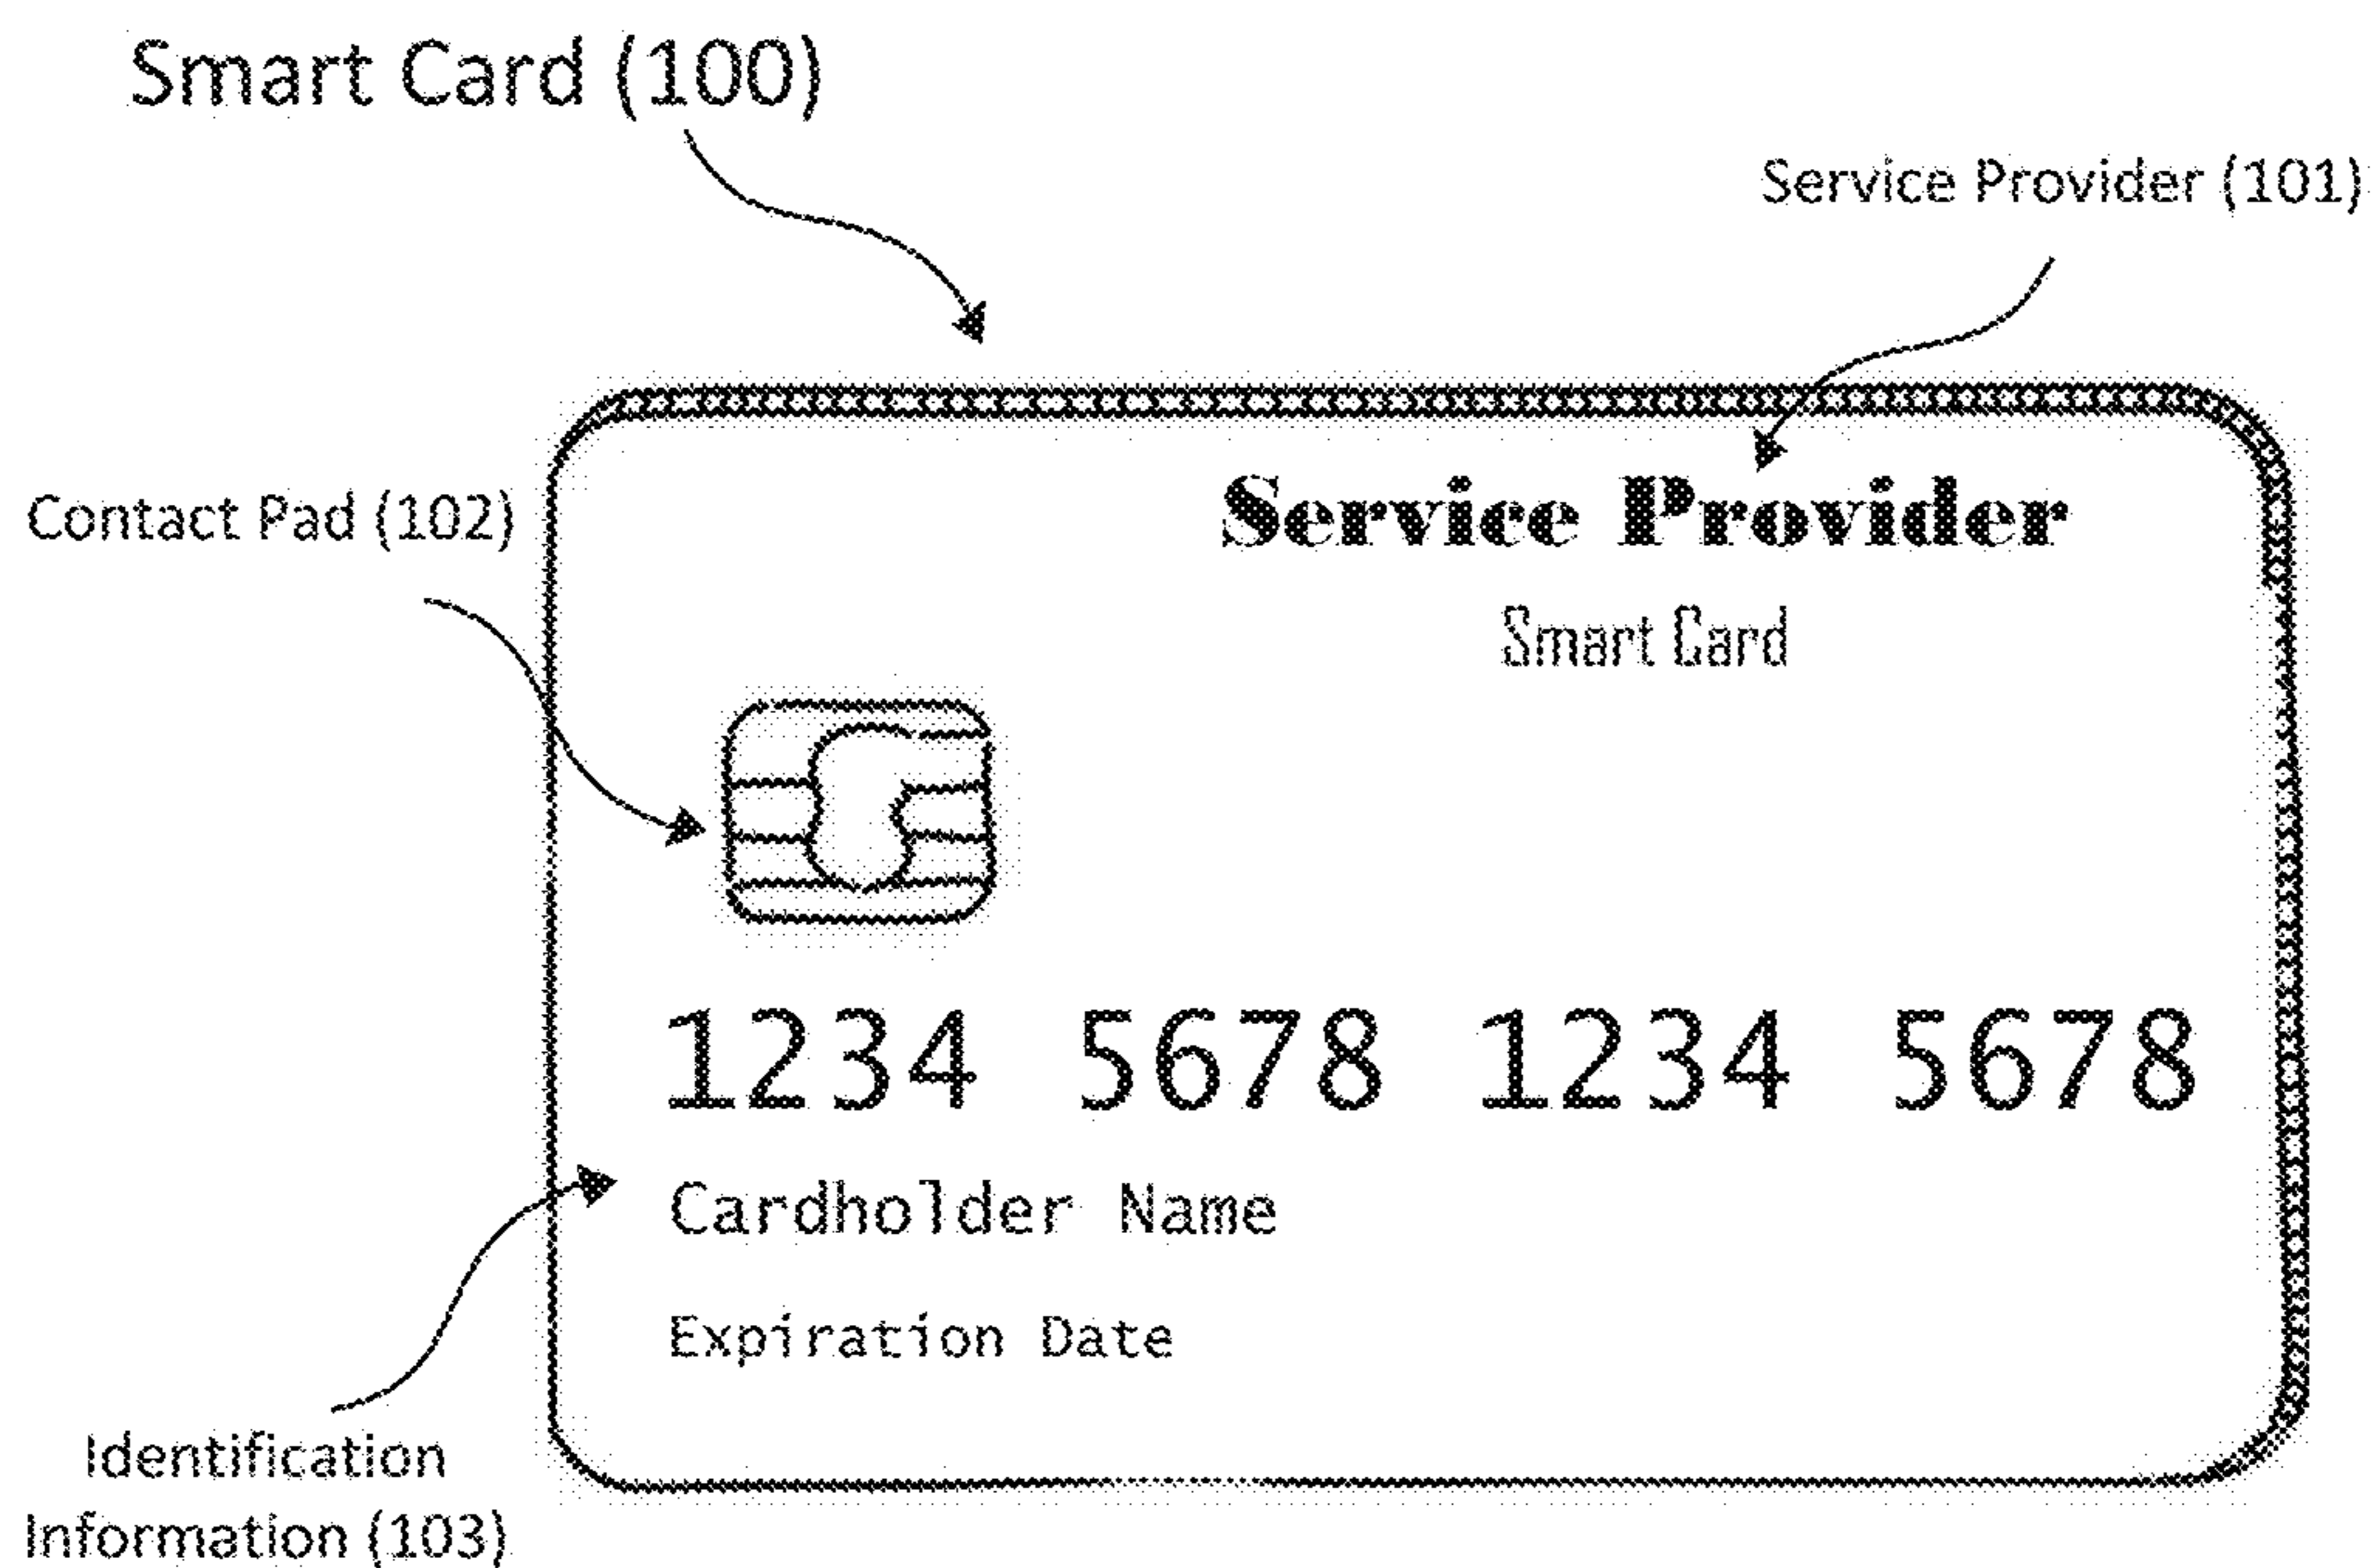 Smart Card (100)
Service Provider (101)
Contact Pad (102)
Service Provider
Smart Card
1234 5678 1234 5678
Cardholder Name
Expiration Date
Identification
Information (103)